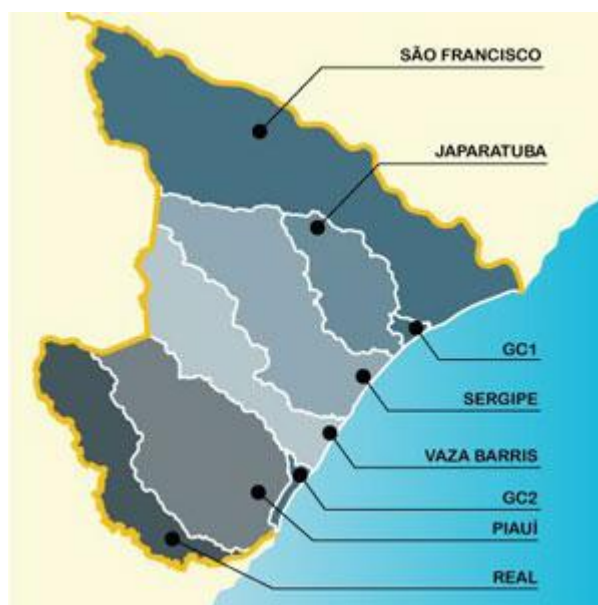 SÃO FRANCISCO
JAPARATUBA
GC1
SERGIPE
VAZA BARRIS
GC2
PIAUÍ
REAL